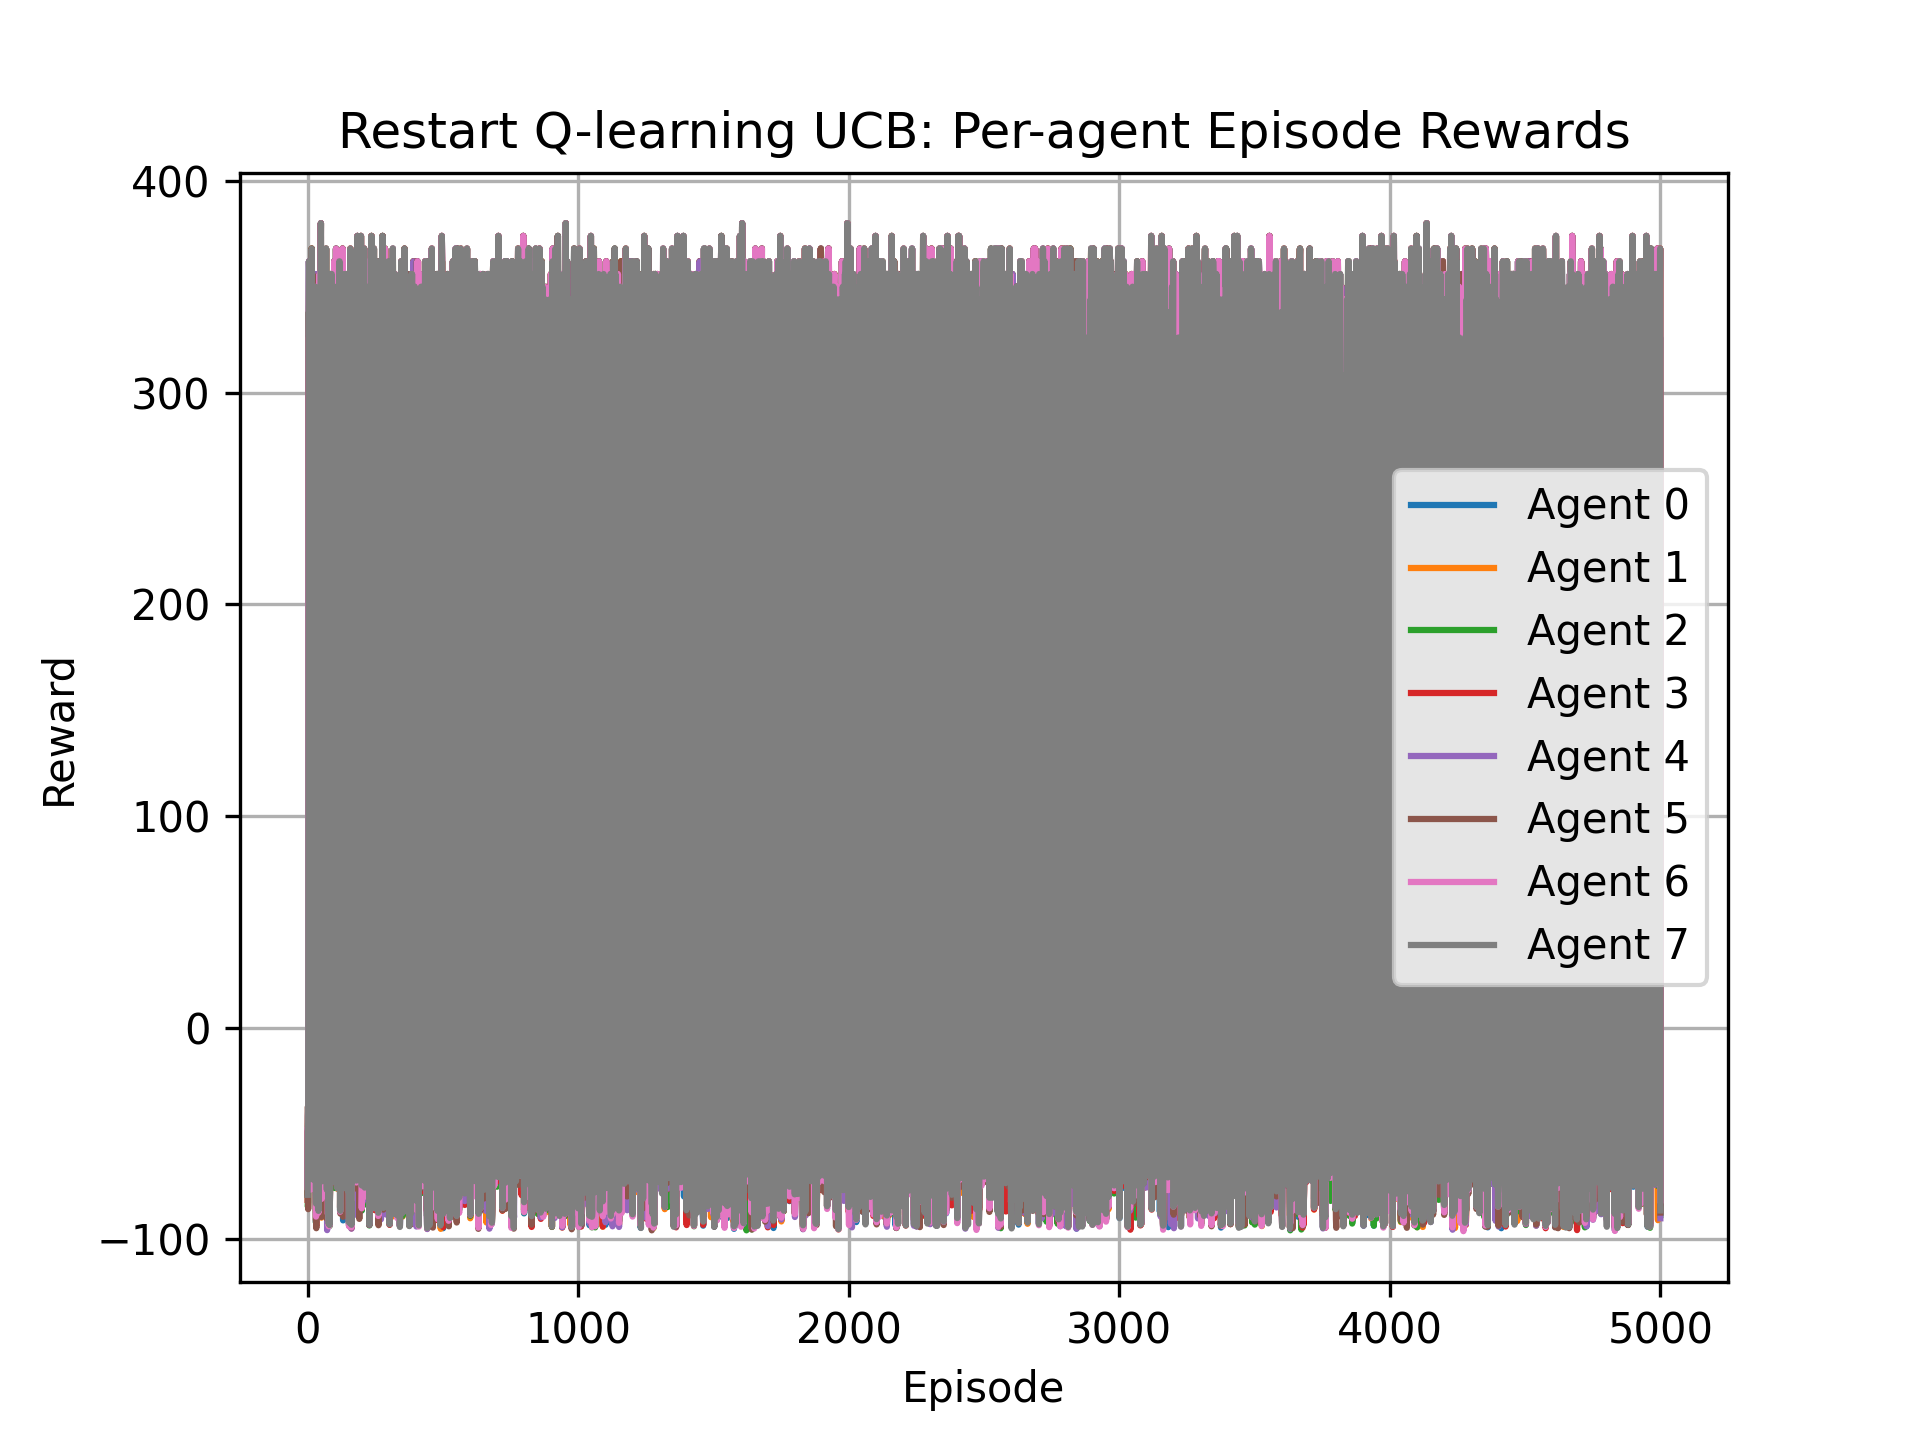 Restart Q-learning UCB: Per-agent Episode Rewards
400
300
200
100
0
−100
Reward
Agent 0
Agent 1
Agent 2
Agent 3
Agent 4
Agent 5
Agent 6
Agent 7
0 1000 2000 3000 4000 5000
Episode